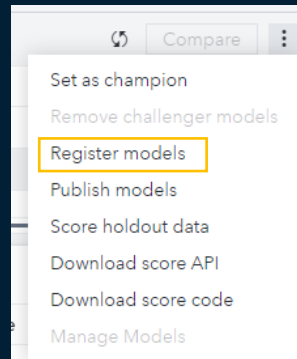 Compare
Set as champion
Remove challenger models
Register models
Publish models
Score holdout data
Download score API
Download score code
Manage Models